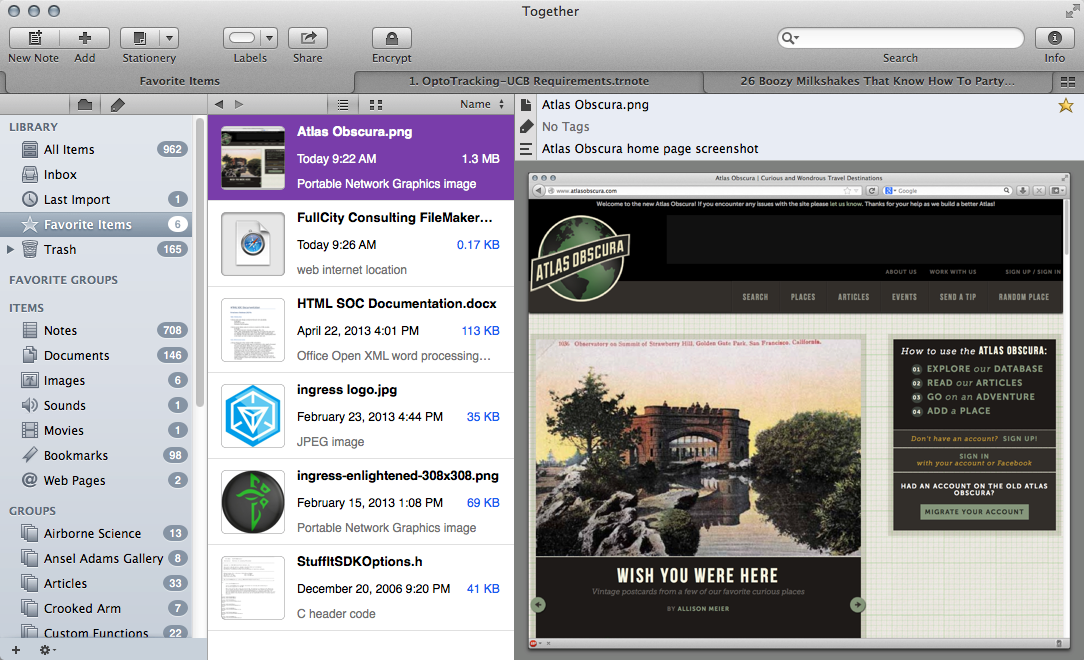 Together
New Note
Add
Stationery
Labels
Share
Encrypt
Search
Info
Favorite Items
1. OptoTracking-UCB Requirements.trnote
26 Boozy Milkshakes That Know How To Party...
LIBRARY
All Items 962
Inbox
Last Import 1
Favorite Items 6
Trash 165
FAVORITE GROUPS
ITEMS
Notes 708
Documents 146
Images 6
Sounds 1
Movies 1
Bookmarks 98
Web Pages 2
GROUPS
Airborne Science 13
Ansel Adams Gallery 8
Articles 33
Crooked Arm 7
Custom Functions 22
Name
Atlas Obscura.png
Today 9:22 AM 1.3 MB
Portable Network Graphics image
FullCity Consulting FileMaker...
Today 9:26 AM 0.17 KB
web internet location
HTML SOC Documentation.docx
April 22, 2013 4:01 PM 113 KB
Office Open XML word processing...
ingress logo.jpg
February 23, 2013 4:44 PM 35 KB
JPEG image
ingress-enlightened-308x308.png
February 15, 2013 1:08 PM 69 KB
Portable Network Graphics image
StuffItSDKOptions.h
December 20, 2006 9:20 PM 41 KB
C header code
Atlas Obscura.png
No Tags
Atlas Obscura home page screenshot
Atlas Obscura | Curious and Wondrous Travel Destinations
www.atlasobscura.com
Google
Welcome to the new Atlas Obscura! If you encounter any issues with the site please let us know. Thanks for your help as we build a better Atlas!
ATLAS OBSCURA
ABOUT US WORK WITH US SIGN UP / SIGN IN
SEARCH PLACES ARTICLES EVENTS SEND A TIP RANDOM PLACE
Observatory on Summit of Strawberry Hill, Golden Gate Park, San Francisco, California.
WISH YOU WERE HERE
Vintage postcards from a few of our favorite curious places
BY ALLISON MEIER
How to use the ATLAS OBSCURA:
01 EXPLORE our DATABASE
02 READ our ARTICLES
03 GO on an ADVENTURE
04 ADD a PLACE
Don't have an account? SIGN UP!
SIGN IN
with your account or Facebook
HAD AN ACCOUNT ON THE OLD ATLAS
OBSCURA?
MIGRATE YOUR ACCOUNT